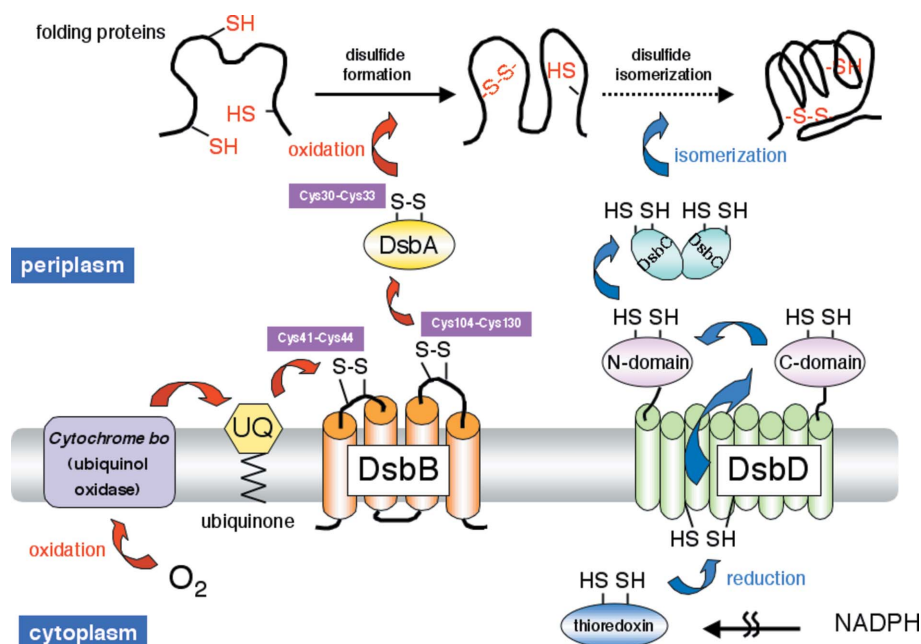 folding proteins
SH
HS
SH
disulfide
formation
-S-S-
HS
disulfide
isomerization
-SH
-S-S-
oxidation
isomerization
Cys30-Cys33
S-S
DsbA
HS SH HS SH
DsbC
DsbC
periplasm
Cys41-Cys44
Cys104-Cys130
S-S
S-S
HS SH
N-domain
HS SH
C-domain
Cytochrome bo
(ubiquinol
oxidase)
UQ
ubiquinone
DsbB
DsbD
HS SH
oxidation
O2
reduction
HS SH
thioredoxin
NADPH
cytoplasm